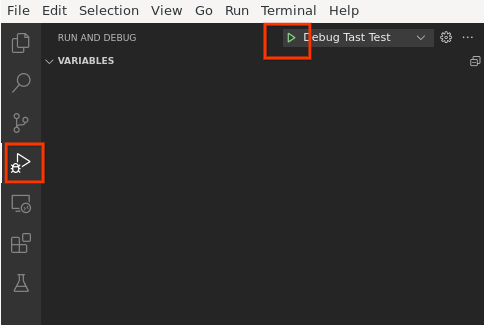 File Edit Selection View Go Run Terminal Help
RUN AND DEBUG Debug Tast Test
VARIABLES